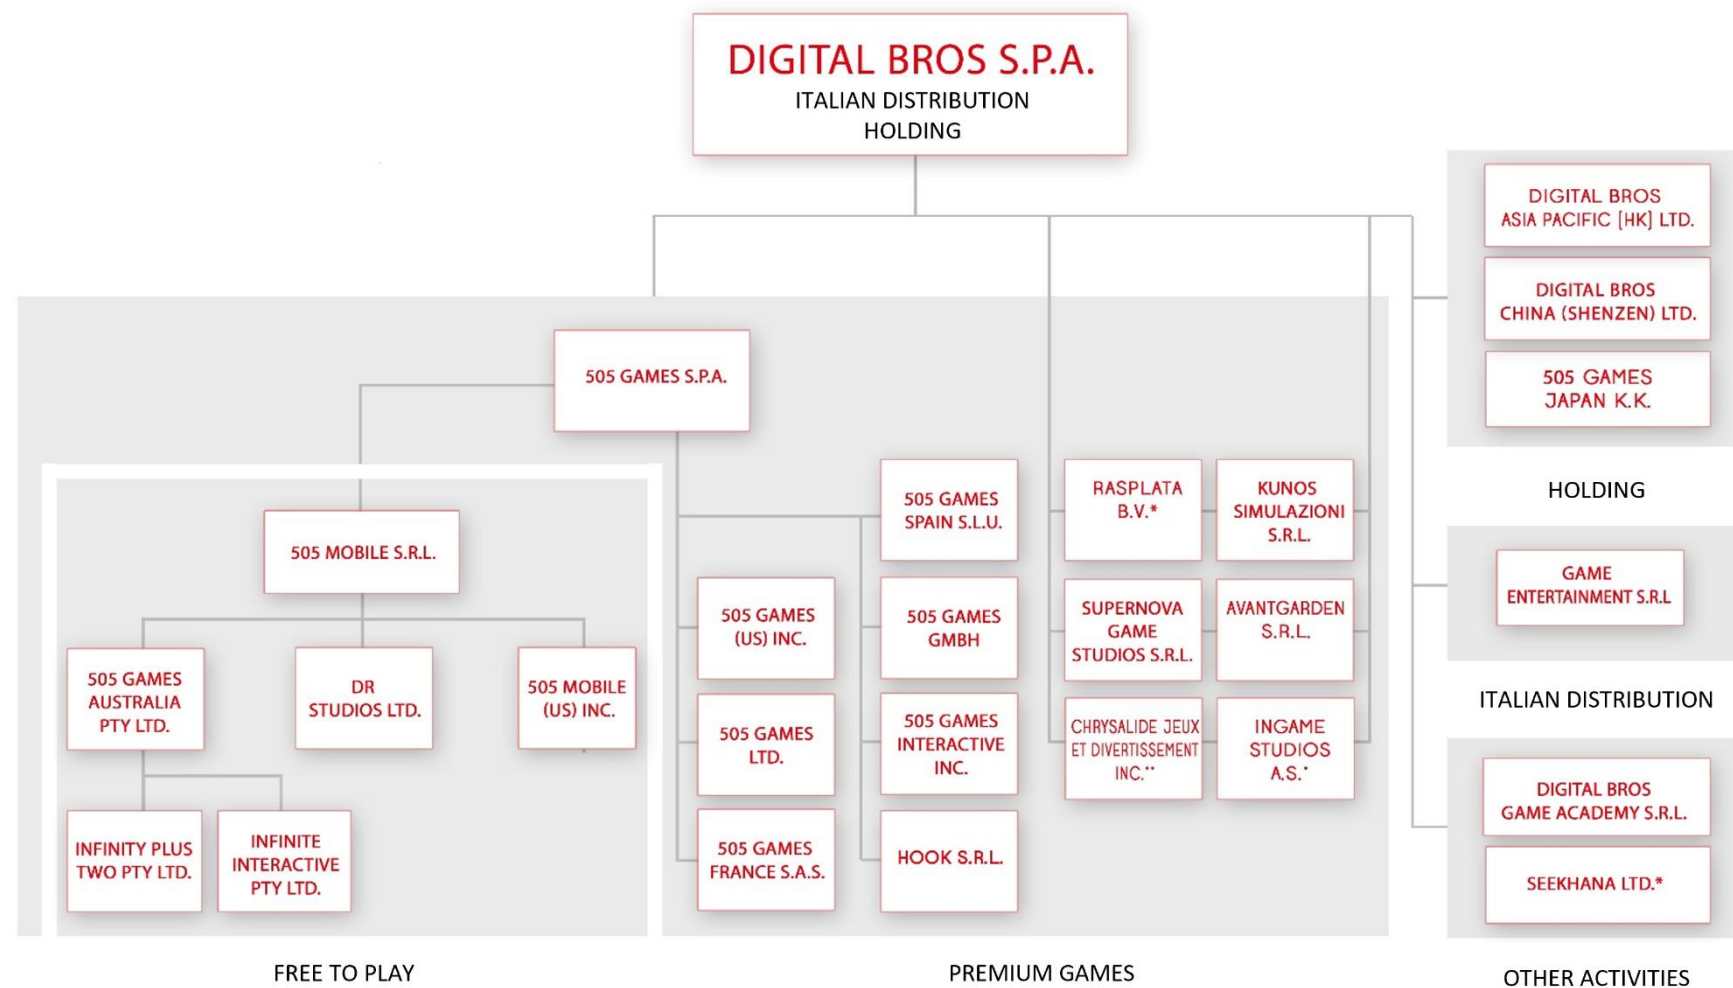 DIGITAL BROS S.P.A.
ITALIAN DISTRIBUTION
HOLDING
DIGITAL BROS
ASIA PACIFIC [HK] LTD.
DIGITAL BROS
CHINA (SHENZEN) LTD.
505 GAMES
JAPAN K.K.
HOLDING
GAME
ENTERTAINMENT S.R.L
ITALIAN DISTRIBUTION
DIGITAL BROS
GAME ACADEMY S.R.L.
SEEKHANA LTD.*
OTHER ACTIVITIES
505 GAMES S.P.A.
505 MOBILE S.R.L.
505 GAMES
AUSTRALIA
PTY LTD.
DR
STUDIOS LTD.
505 MOBILE
(US) INC.
INFINITY PLUS
TWO PTY LTD.
INFINITE
INTERACTIVE
PTY LTD.
FREE TO PLAY
505 GAMES
(US) INC.
505 GAMES
LTD.
505 GAMES
FRANCE S.A.S.
505 GAMES
SPAIN S.L.U.
505 GAMES
GMBH
505 GAMES
INTERACTIVE
INC.
HOOK S.R.L.
RASPLATA
B.V.*
KUNOS
SIMULAZIONI
S.R.L.
SUPERNOVA
GAME
STUDIOS S.R.L.
AVANTGARDEN
S.R.L.
CHRYSALIDE JEUX
ET DIVERTISSEMENT
INC.**
INGAME
STUDIOS
A.S.*
PREMIUM GAMES